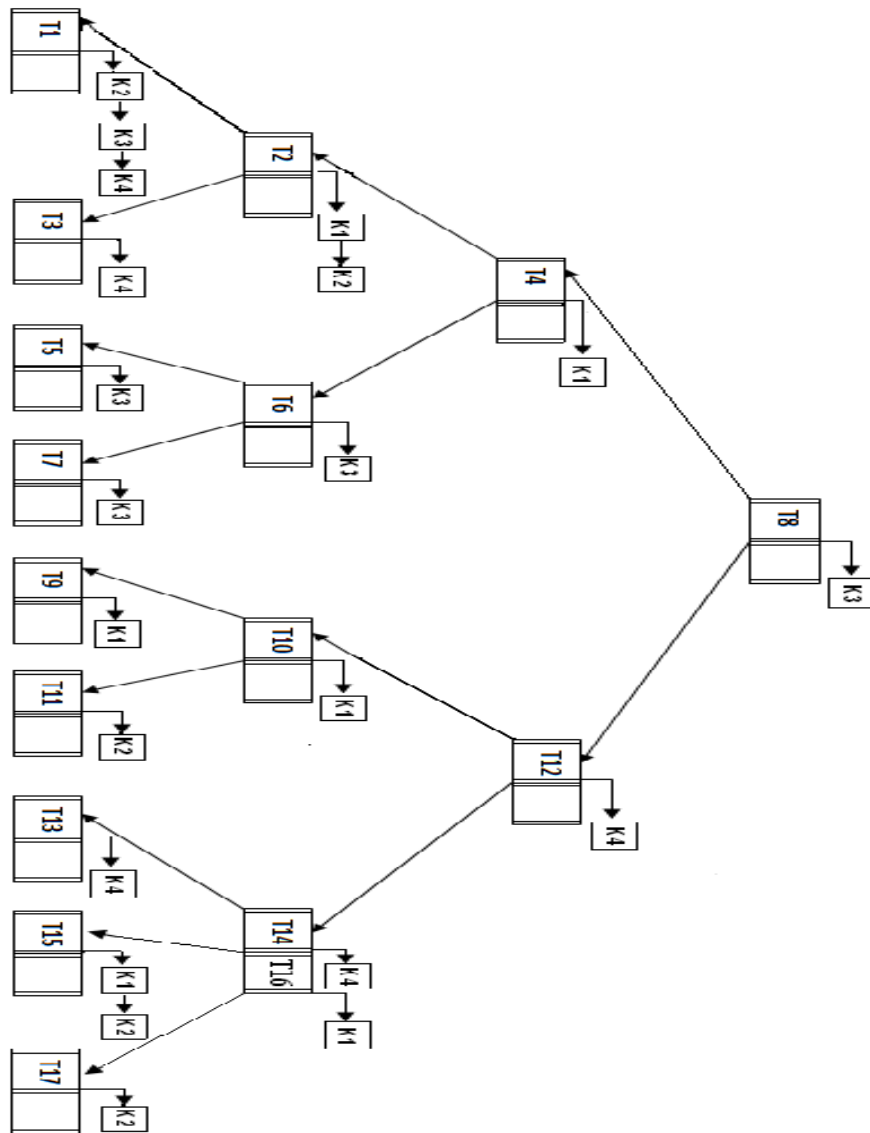 K3
T8
K1 K4
T4 T12
K1 K2 K3 K1 K4 K1
T2 T6 T10 T14 T16
K2 K3 K4 K4 K3 K3 K1 K2 K4 K1 K2 K2
T1 T3 T5 T7 T9 T11 T13 T15 T17